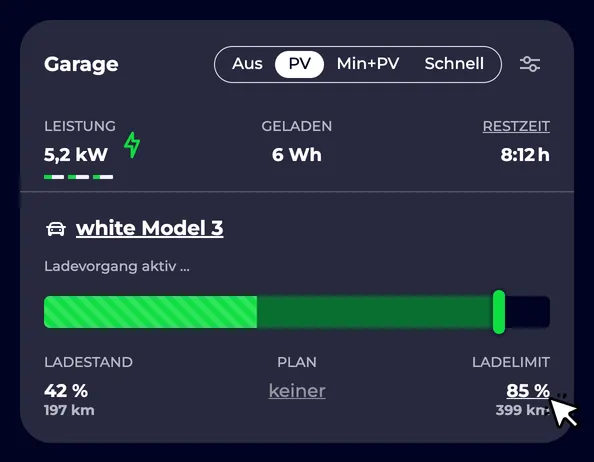 Garage
Aus PV Min+PV Schnell
LEISTUNG GELADEN RESTZEIT
5,2 kW 6 Wh 8:12 h
white Model 3
Ladevorgang aktiv ...
LADESTAND PLAN LADELIMIT
42 % keiner 85 %
197 km 399 km